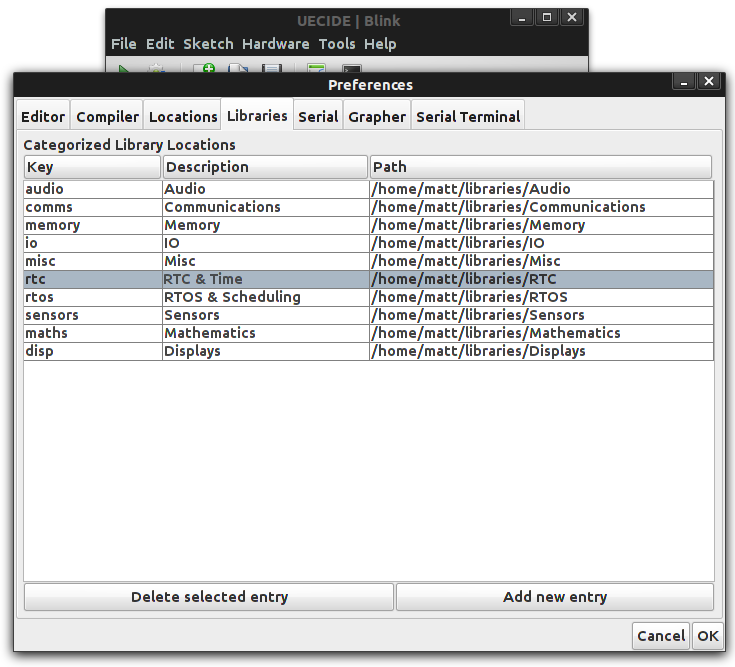 UECIDE | Blink
File Edit Sketch Hardware Tools Help
Preferences
Editor Compiler Locations Libraries Serial Grapher Serial Terminal
Categorized Library Locations
Key Description Path
audio Audio /home/matt/libraries/Audio
comms Communications /home/matt/libraries/Communications
memory Memory /home/matt/libraries/Memory
io IO /home/matt/libraries/IO
misc Misc /home/matt/libraries/Misc
rtc RTC & Time /home/matt/libraries/RTC
rtos RTOS & Scheduling /home/matt/libraries/RTOS
sensors Sensors /home/matt/libraries/Sensors
maths Mathematics /home/matt/libraries/Mathematics
disp Displays /home/matt/libraries/Displays
Delete selected entry Add new entry
Cancel OK